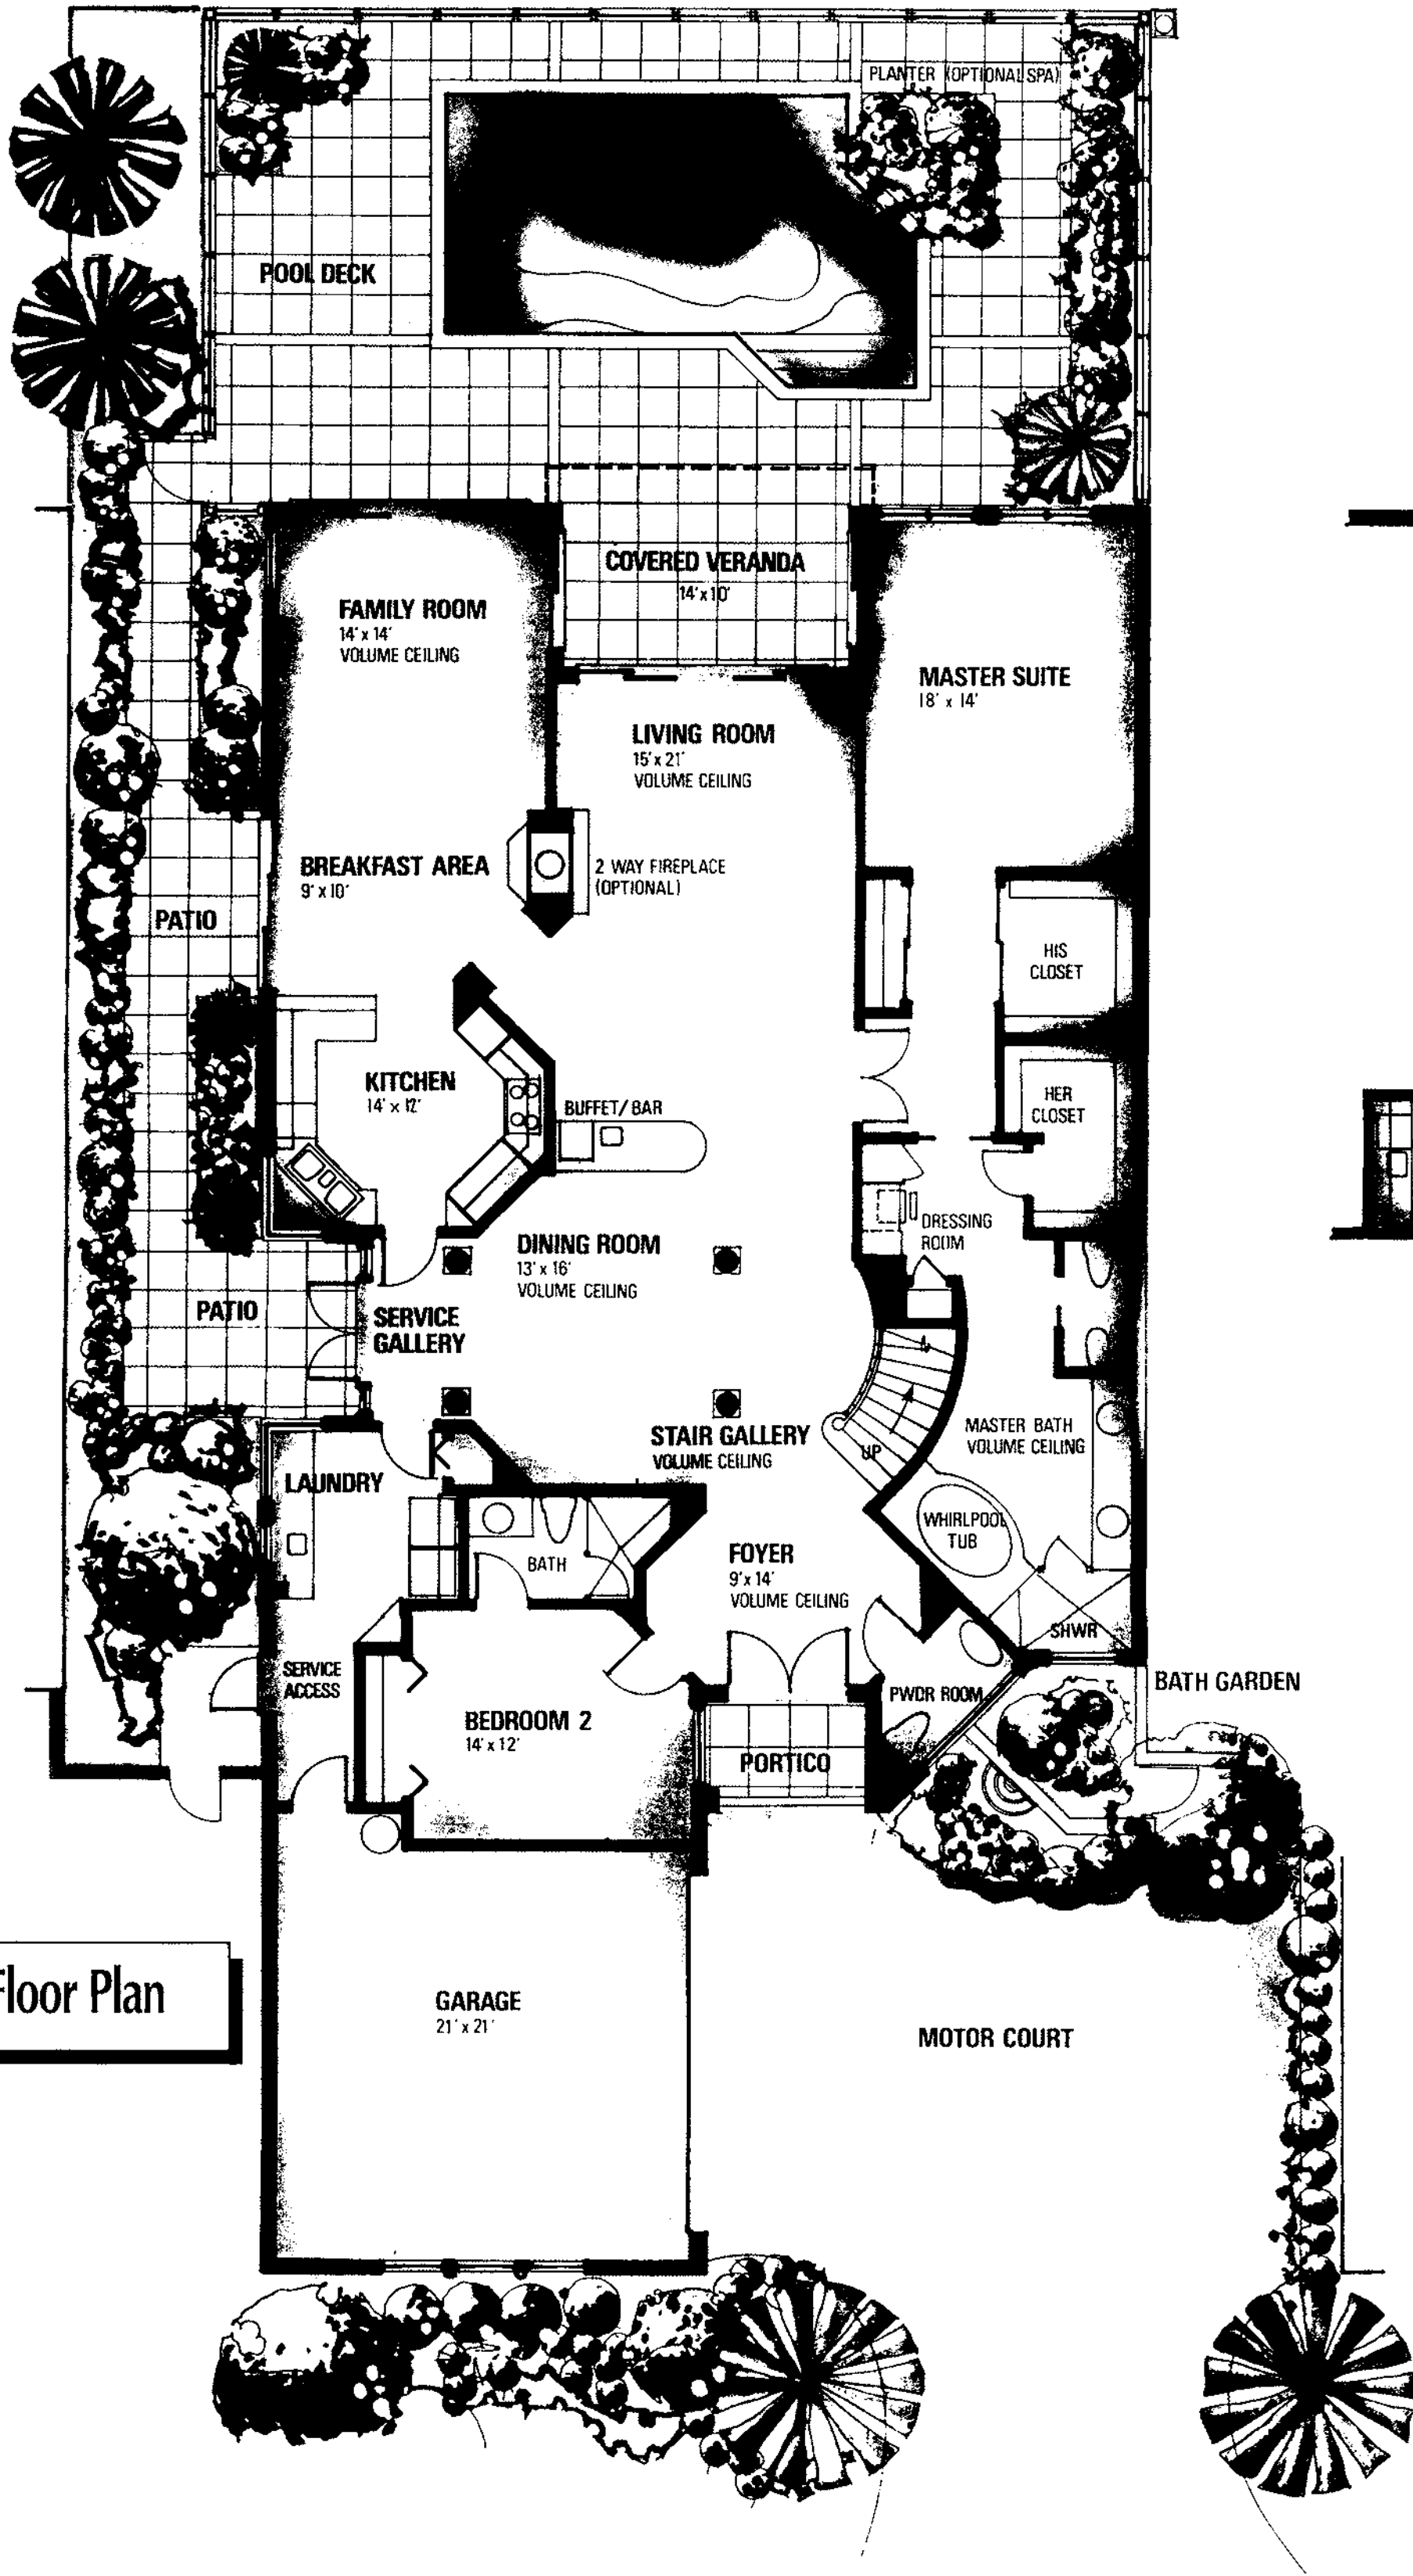 PLANTER (OPTIONAL SPA)
POOL DECK
COVERED VERANDA
14' x 10'
FAMILY ROOM
14' x 14'
VOLUME CEILING
MASTER SUITE
18' x 14'
LIVING ROOM
15' x 21'
VOLUME CEILING
BREAKFAST AREA
9' x 10'
2 WAY FIREPLACE
(OPTIONAL)
PATIO
HIS
CLOSET
KITCHEN
14' x 12'
BUFFET/BAR
HER
CLOSET
DRESSING
ROOM
DINING ROOM
13' x 16'
VOLUME CEILING
PATIO
SERVICE
GALLERY
STAIR GALLERY
VOLUME CEILING
UP
MASTER BATH
VOLUME CEILING
LAUNDRY
WHIRLPOOL
TUB
BATH
FOYER
9' x 14'
VOLUME CEILING
SHWR
SERVICE
ACCESS
BATH GARDEN
PWDR ROOM
BEDROOM 2
14' x 12'
PORTICO
Floor Plan
GARAGE
21' x 21'
MOTOR COURT